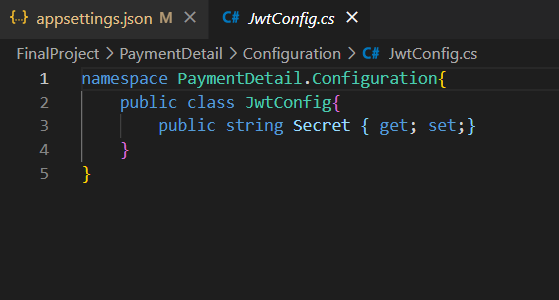 {..} appsettings.json M × C# JwtConfig.cs ×
FinalProject > PaymentDetail > Configuration > C# JwtConfig.cs
1 namespace PaymentDetail.Configuration{
2     public class JwtConfig{
3         public string Secret { get; set;}
4     }
5 }